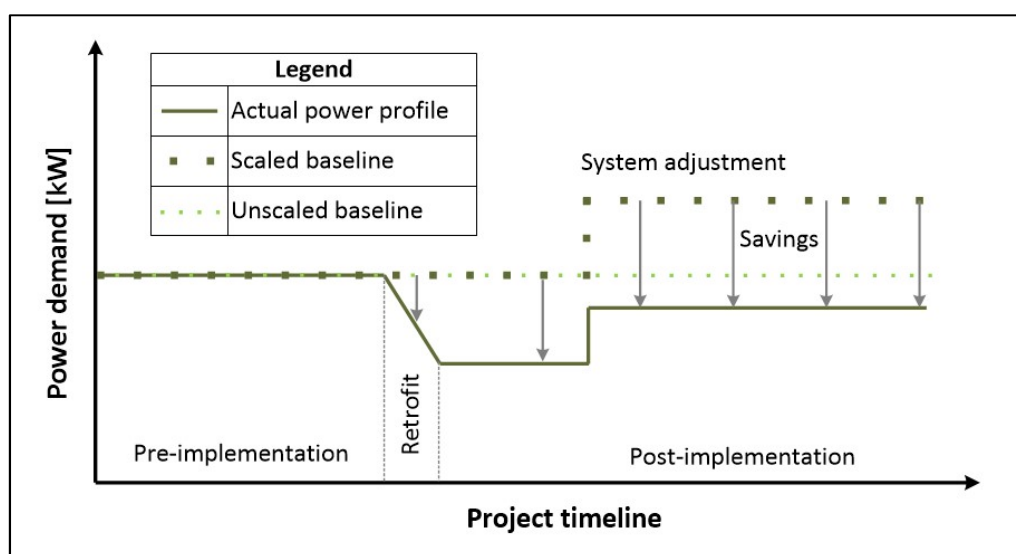 Legend
Actual power profile
Scaled baseline
Unscaled baseline
System adjustment
Savings
Power demand [kW]
Retrofit
Pre-implementation
Post-implementation
Project timeline